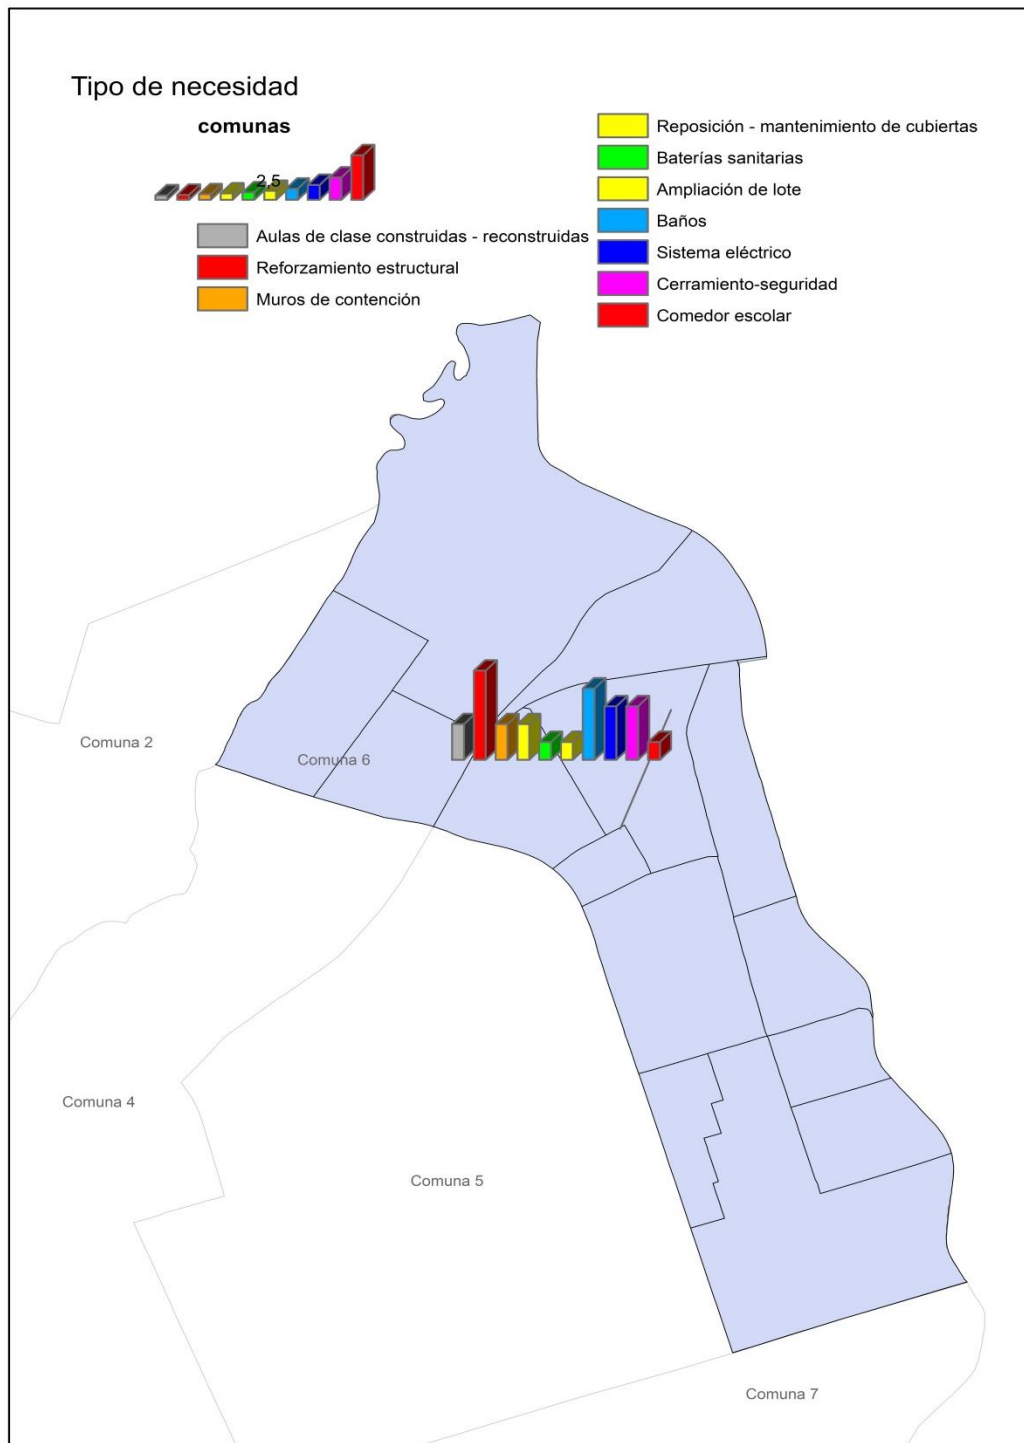 Tipo de necesidad
comunas
2,5
Aulas de clase construidas - reconstruidas
Reforzamiento estructural
Muros de contención
Reposición - mantenimiento de cubiertas
Baterías sanitarias
Ampliación de lote
Baños
Sistema eléctrico
Cerramiento-seguridad
Comedor escolar
Comuna 2
Comuna 6
Comuna 4
Comuna 5
Comuna 7